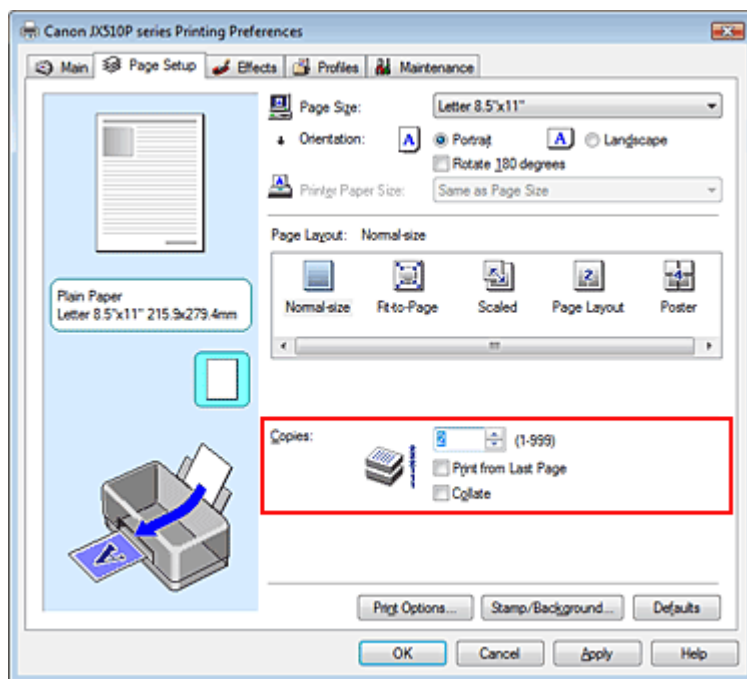 Canon JX510P series Printing Preferences
Main Page Setup Effects Profiles Maintenance
Page Size: Letter 8.5"x11"
Orientation: A Portrait A Landscape
Rotate 180 degrees
Printer Paper Size: Same as Page Size
Page Layout: Normal-size
Normal-size Fit-to-Page Scaled Page Layout Poster
Plain Paper
Letter 8.5"x11" 215.9x279.4mm
Copies: 2 (1-999)
Print from Last Page
Collate
Print Options... Stamp/Background... Defaults
OK Cancel Apply Help